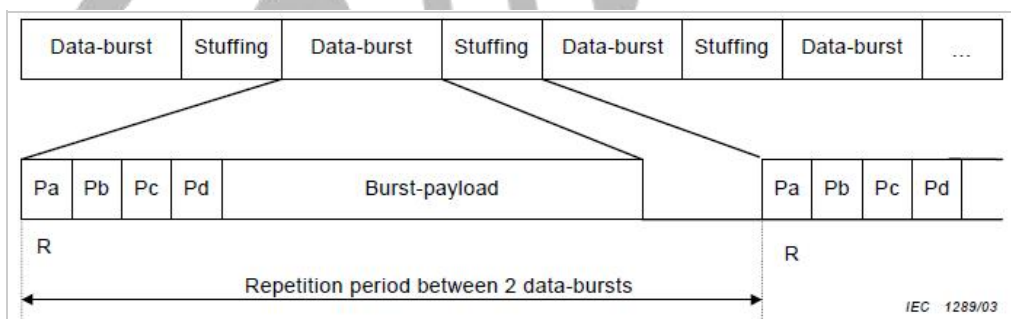 Data-burst Stuffing Data-burst Stuffing Data-burst Stuffing Data-burst ...
Pa Pb Pc Pd Burst-payload Pa Pb Pc Pd
R R
Repetition period between 2 data-bursts
IEC 1289/03